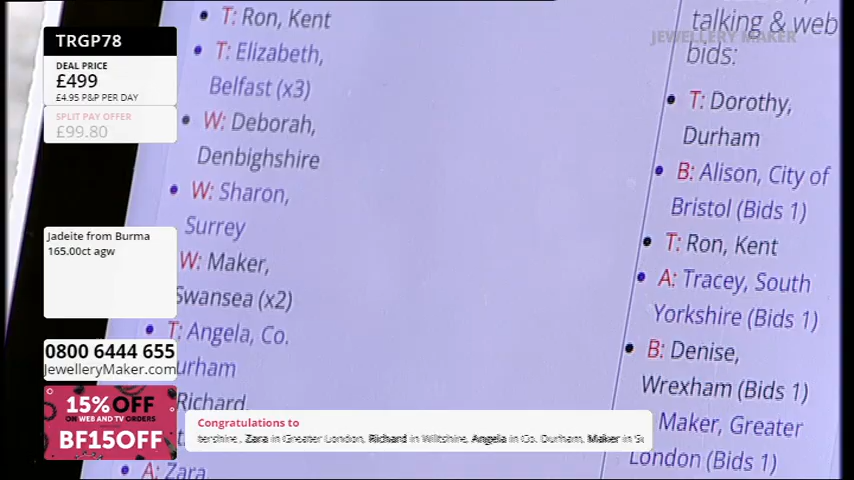 TRGP78
DEAL PRICE
£499
£4.95 P&P PER DAY
SPLIT PAY OFFER
£99.80
Jadeite from Burma
165.00ct agw
0800 6444 655
JewelleryMaker.com
15% OFF
ON WEB AND TV ORDERS
BF15OFF
T: Ron, Kent
T: Elizabeth,
Belfast (x3)
W: Deborah,
Denbighshire
W: Sharon,
Surrey
W: Maker,
Swansea (x2)
T: Angela, Co.
urham
Richard,
A: Zara,
JEWELLERY MAKER
talking & web
bids:
T: Dorothy,
Durham
B: Alison, City of
Bristol (Bids 1)
T: Ron, Kent
A: Tracey, South
Yorkshire (Bids 1)
B: Denise,
Wrexham (Bids 1)
Maker, Greater
London (Bids 1)
Congratulations to
tershire, Zara in Greater London, Richard in Wiltshire, Angela in Co. Durham, Maker in